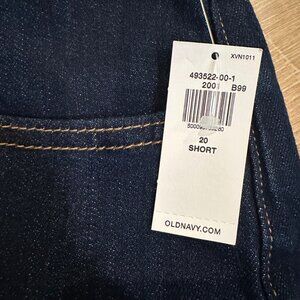 XVN1011
493522-00-1
2001 B99
20
SHORT
OLDNAVY.COM